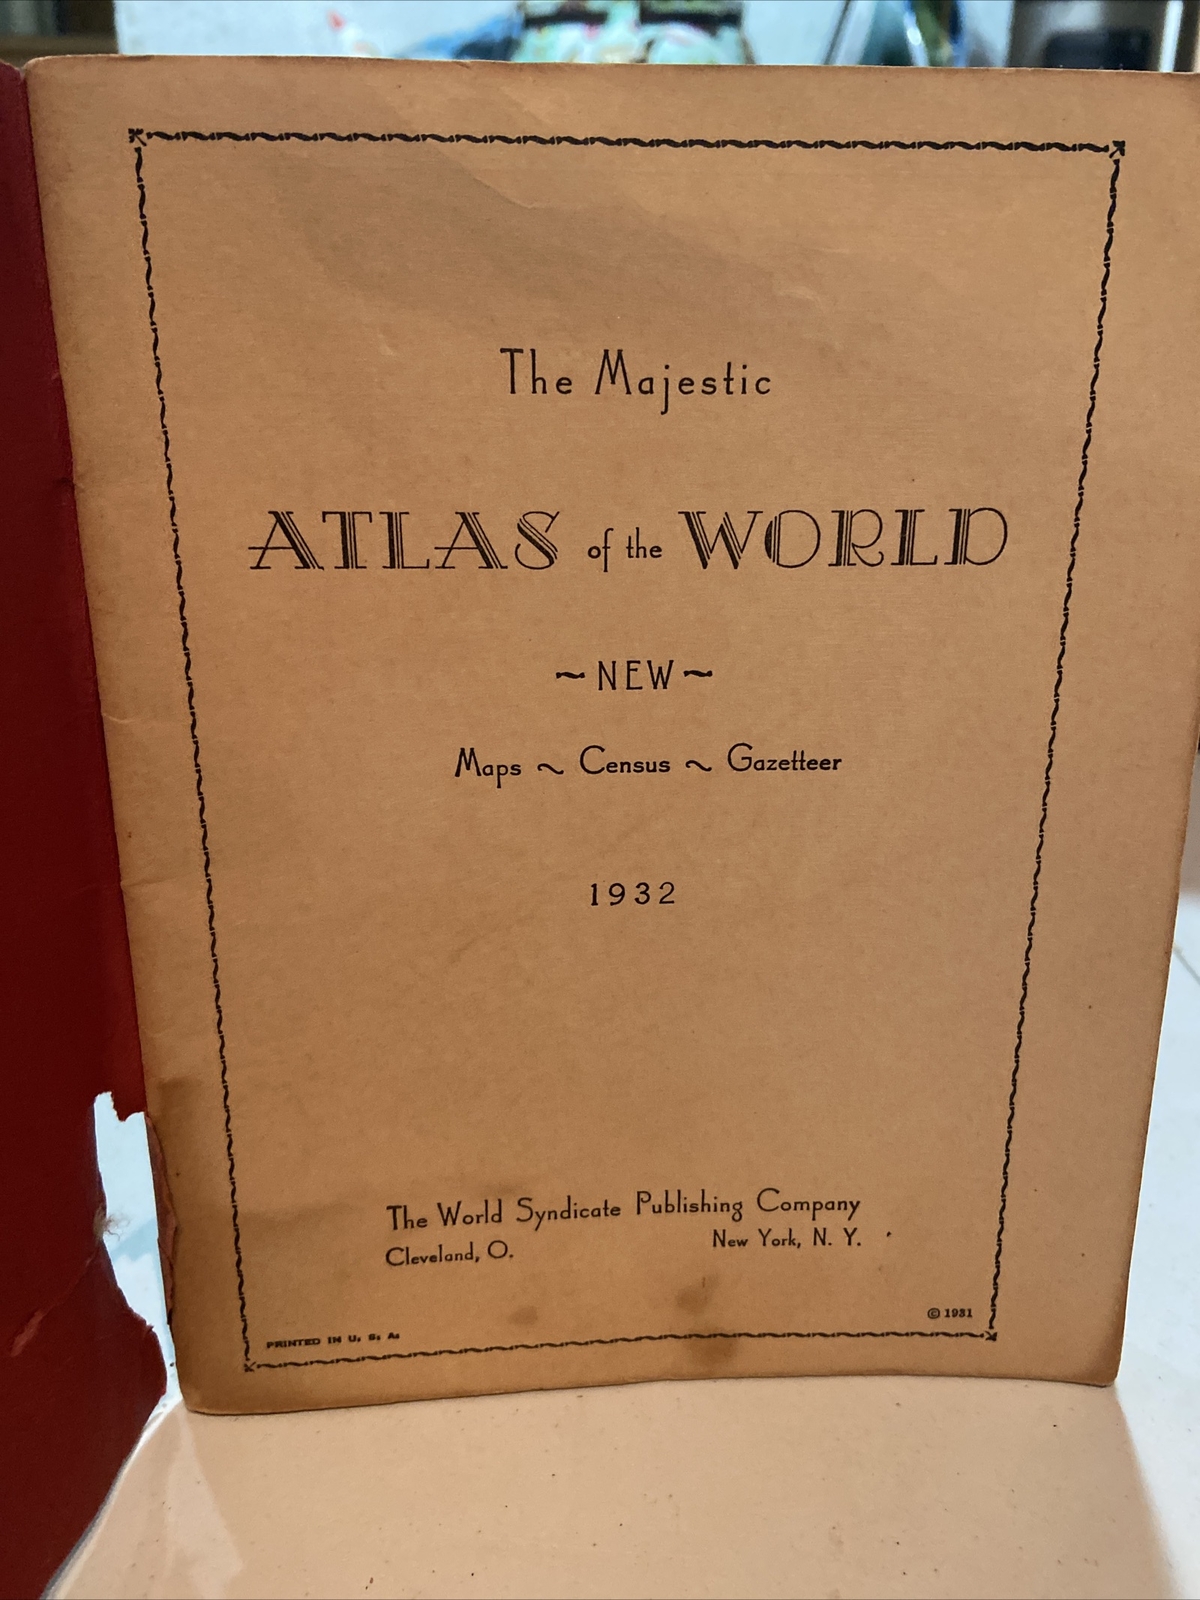 The Majestic
ATLAS of the WORLD
~ NEW ~
Maps ~ Census ~ Gazetteer
1932
The World Syndicate Publishing Company
Cleveland, O. New York, N. Y.
© 1931
PRINTED IN U. S. A.